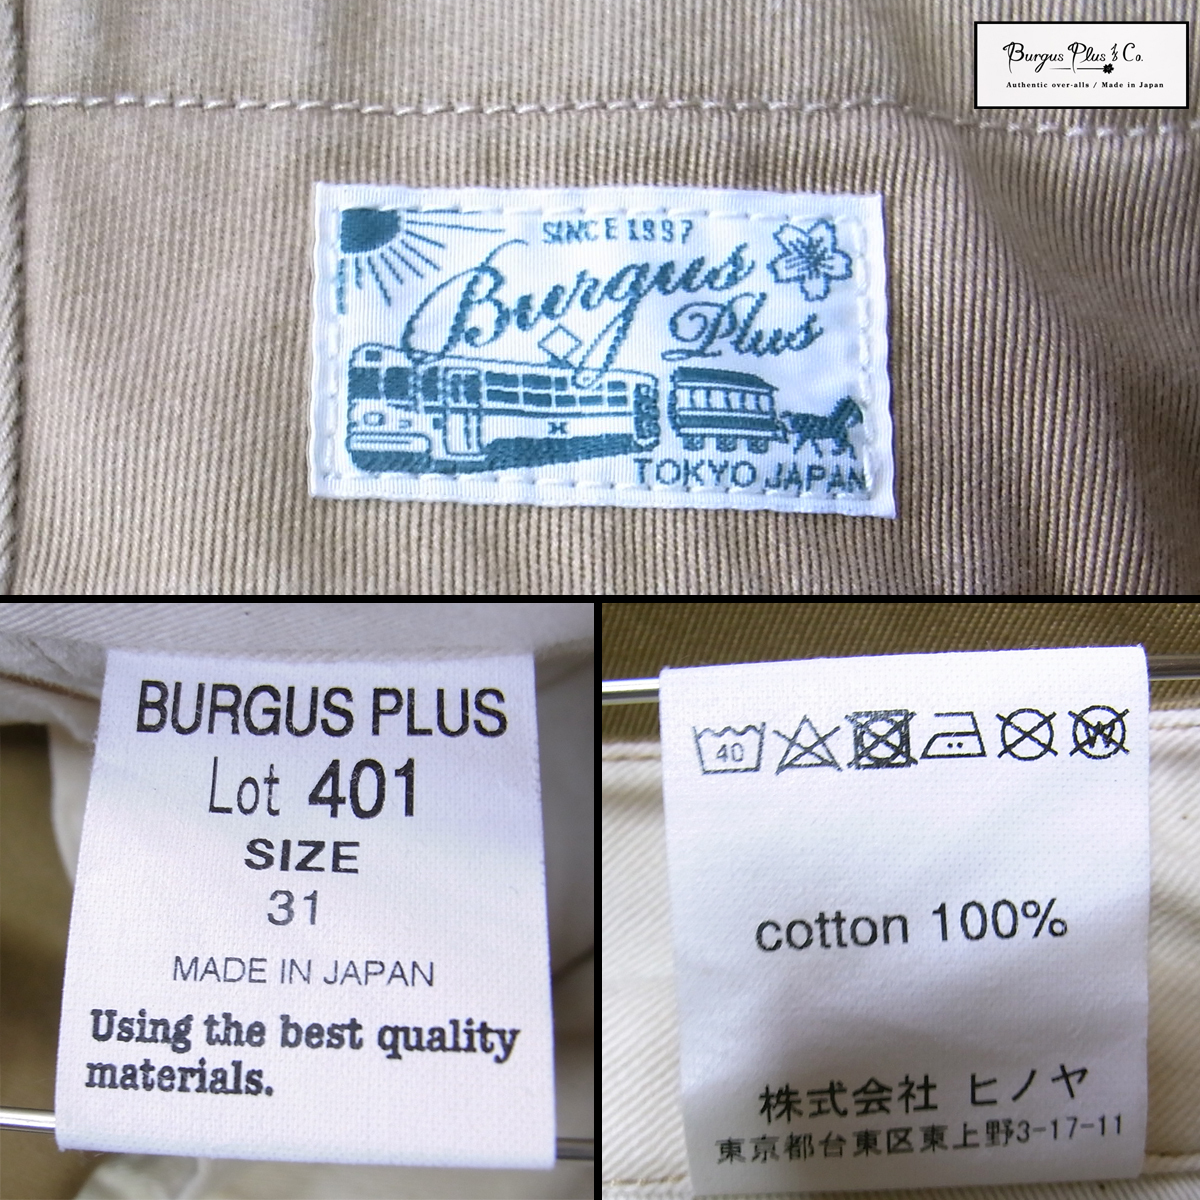 Burgus Plus & Co.
Authentic over-alls / Made in Japan
SINCE 1997
Burgus
Plus
TOKYO JAPAN
BURGUS PLUS
Lot 401
SIZE
31
MADE IN JAPAN
Using the best quality
materials.
40
W
cotton 100%
株式会社 ヒノヤ
東京都台東区東上野3-17-11